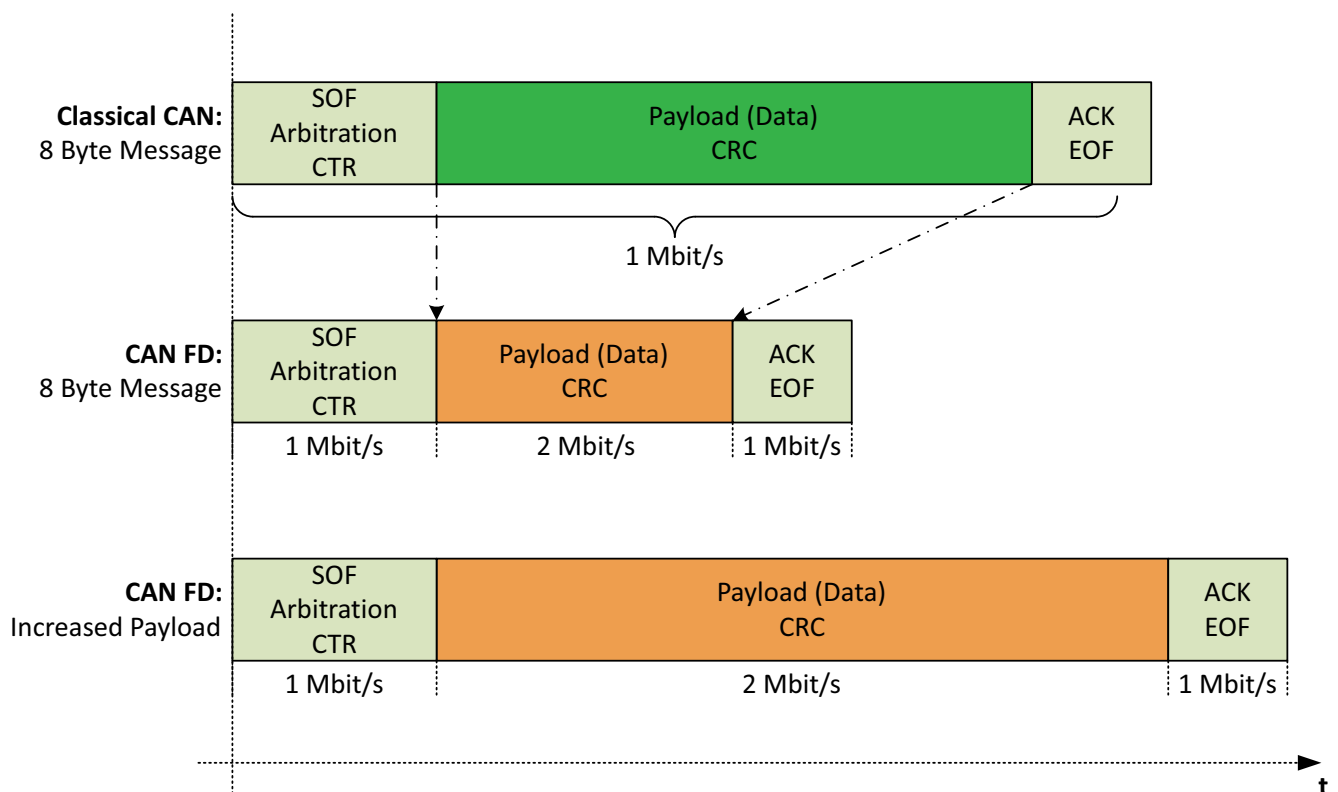 Classical CAN:
8 Byte Message
SOF
Arbitration
CTR
Payload (Data)
CRC
ACK
EOF
1 Mbit/s
CAN FD:
8 Byte Message
SOF
Arbitration
CTR
Payload (Data)
CRC
ACK
EOF
1 Mbit/s
2 Mbit/s
1 Mbit/s
CAN FD:
Increased Payload
SOF
Arbitration
CTR
Payload (Data)
CRC
ACK
EOF
1 Mbit/s
2 Mbit/s
1 Mbit/s
t